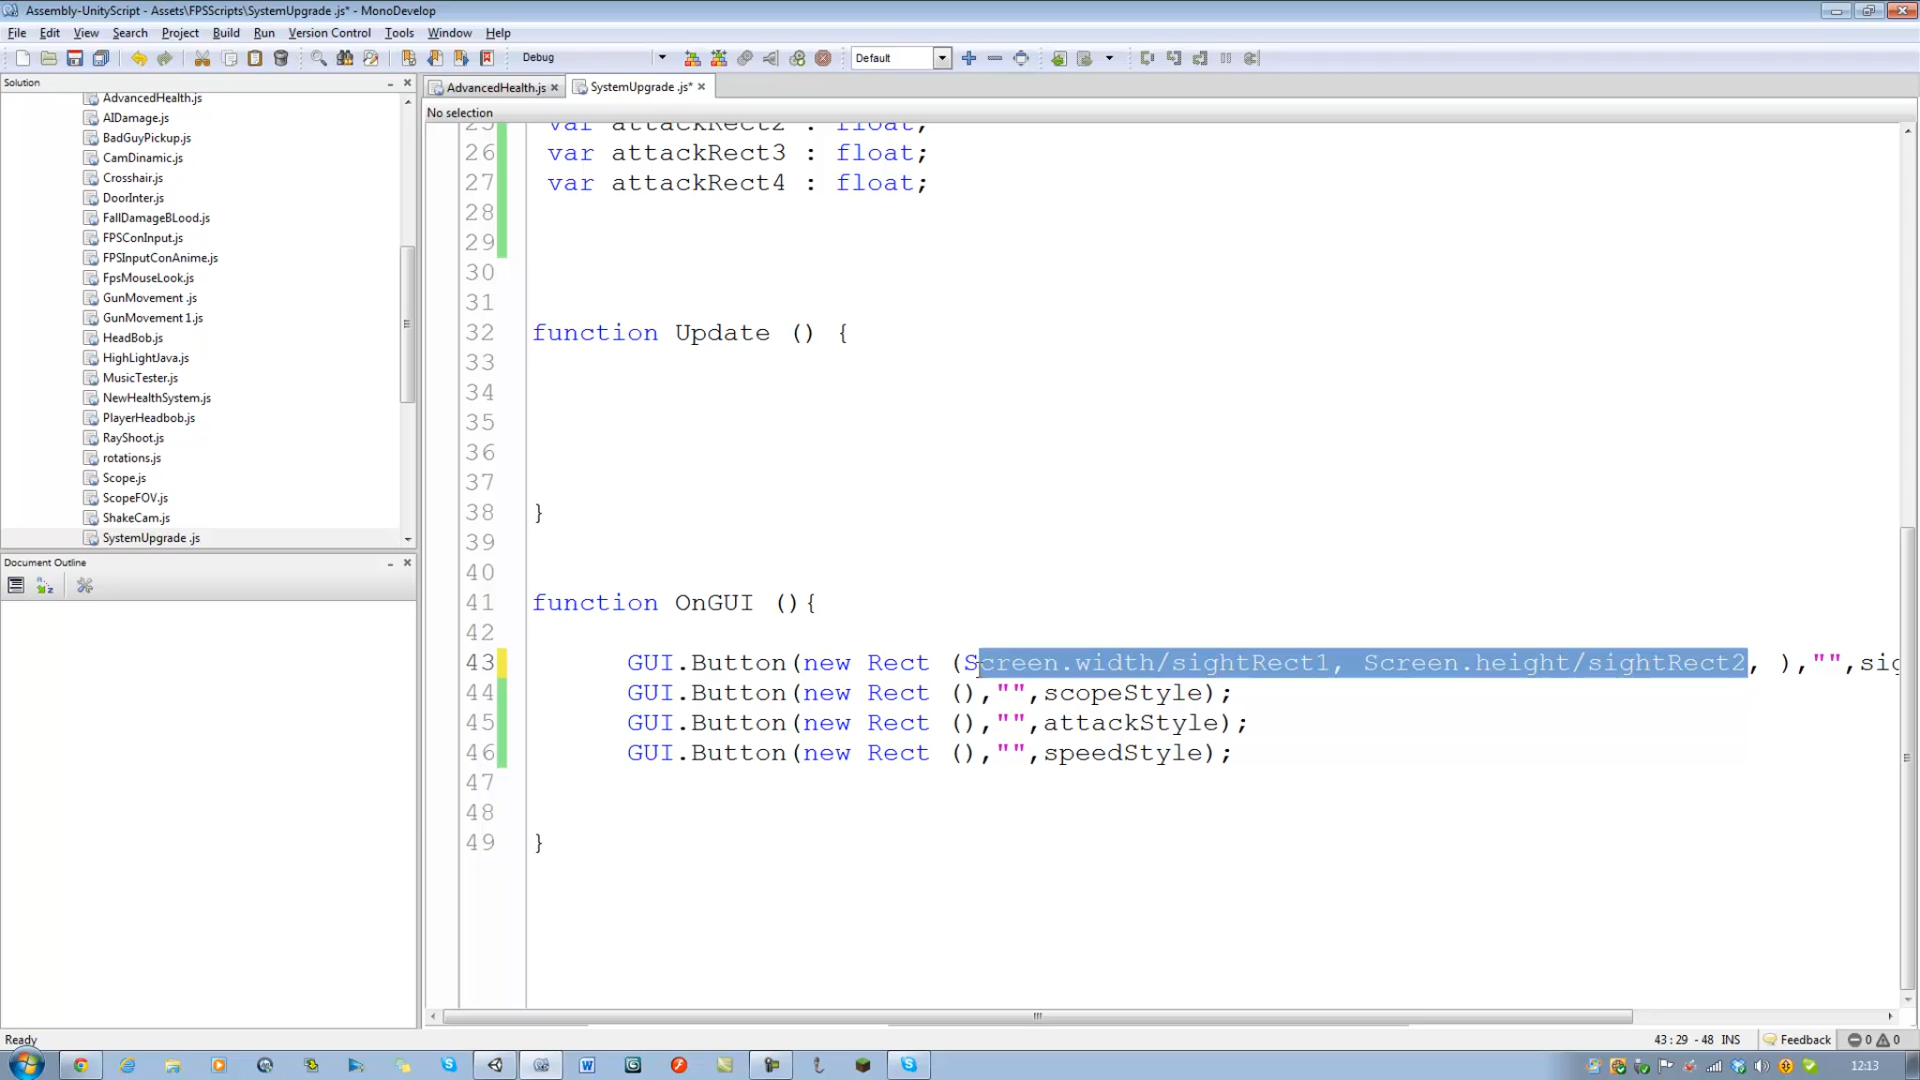 Assembly-UnityScript - Assets\FPSScripts\SystemUpgrade .js* - MonoDevelop
File Edit View Search Project Build Run Version Control Tools Window Help
Debug
Default
Solution
AdvancedHealth.js
AIDamage.js
BadGuyPickup.js
CamDinamic.js
Crosshair.js
DoorInter.js
FallDamageBLood.js
FPSConInput.js
FPSInputConAnime.js
FpsMouseLook.js
GunMovement .js
GunMovement 1.js
HeadBob.js
HighLightJava.js
MusicTester.js
NewHealthSystem.js
PlayerHeadbob.js
RayShoot.js
rotations.js
Scope.js
ScopeFOV.js
ShakeCam.js
SystemUpgrade .js
Document Outline
AdvancedHealth.js SystemUpgrade .js*
No selection
25 var attackRect2 : float;
26 var attackRect3 : float;
27 var attackRect4 : float;
28
29
30
31
32 function Update () {
33
34
35
36
37
38 }
39
40
41 function OnGUI (){
42
43 GUI.Button(new Rect (Screen.width/sightRect1, Screen.height/sightRect2, ),"",sig
44 GUI.Button(new Rect (),"",scopeStyle);
45 GUI.Button(new Rect (),"",attackStyle);
46 GUI.Button(new Rect (),"",speedStyle);
47
48
49 }
Ready
43 : 29 - 48 INS
Feedback
0 0
12:13